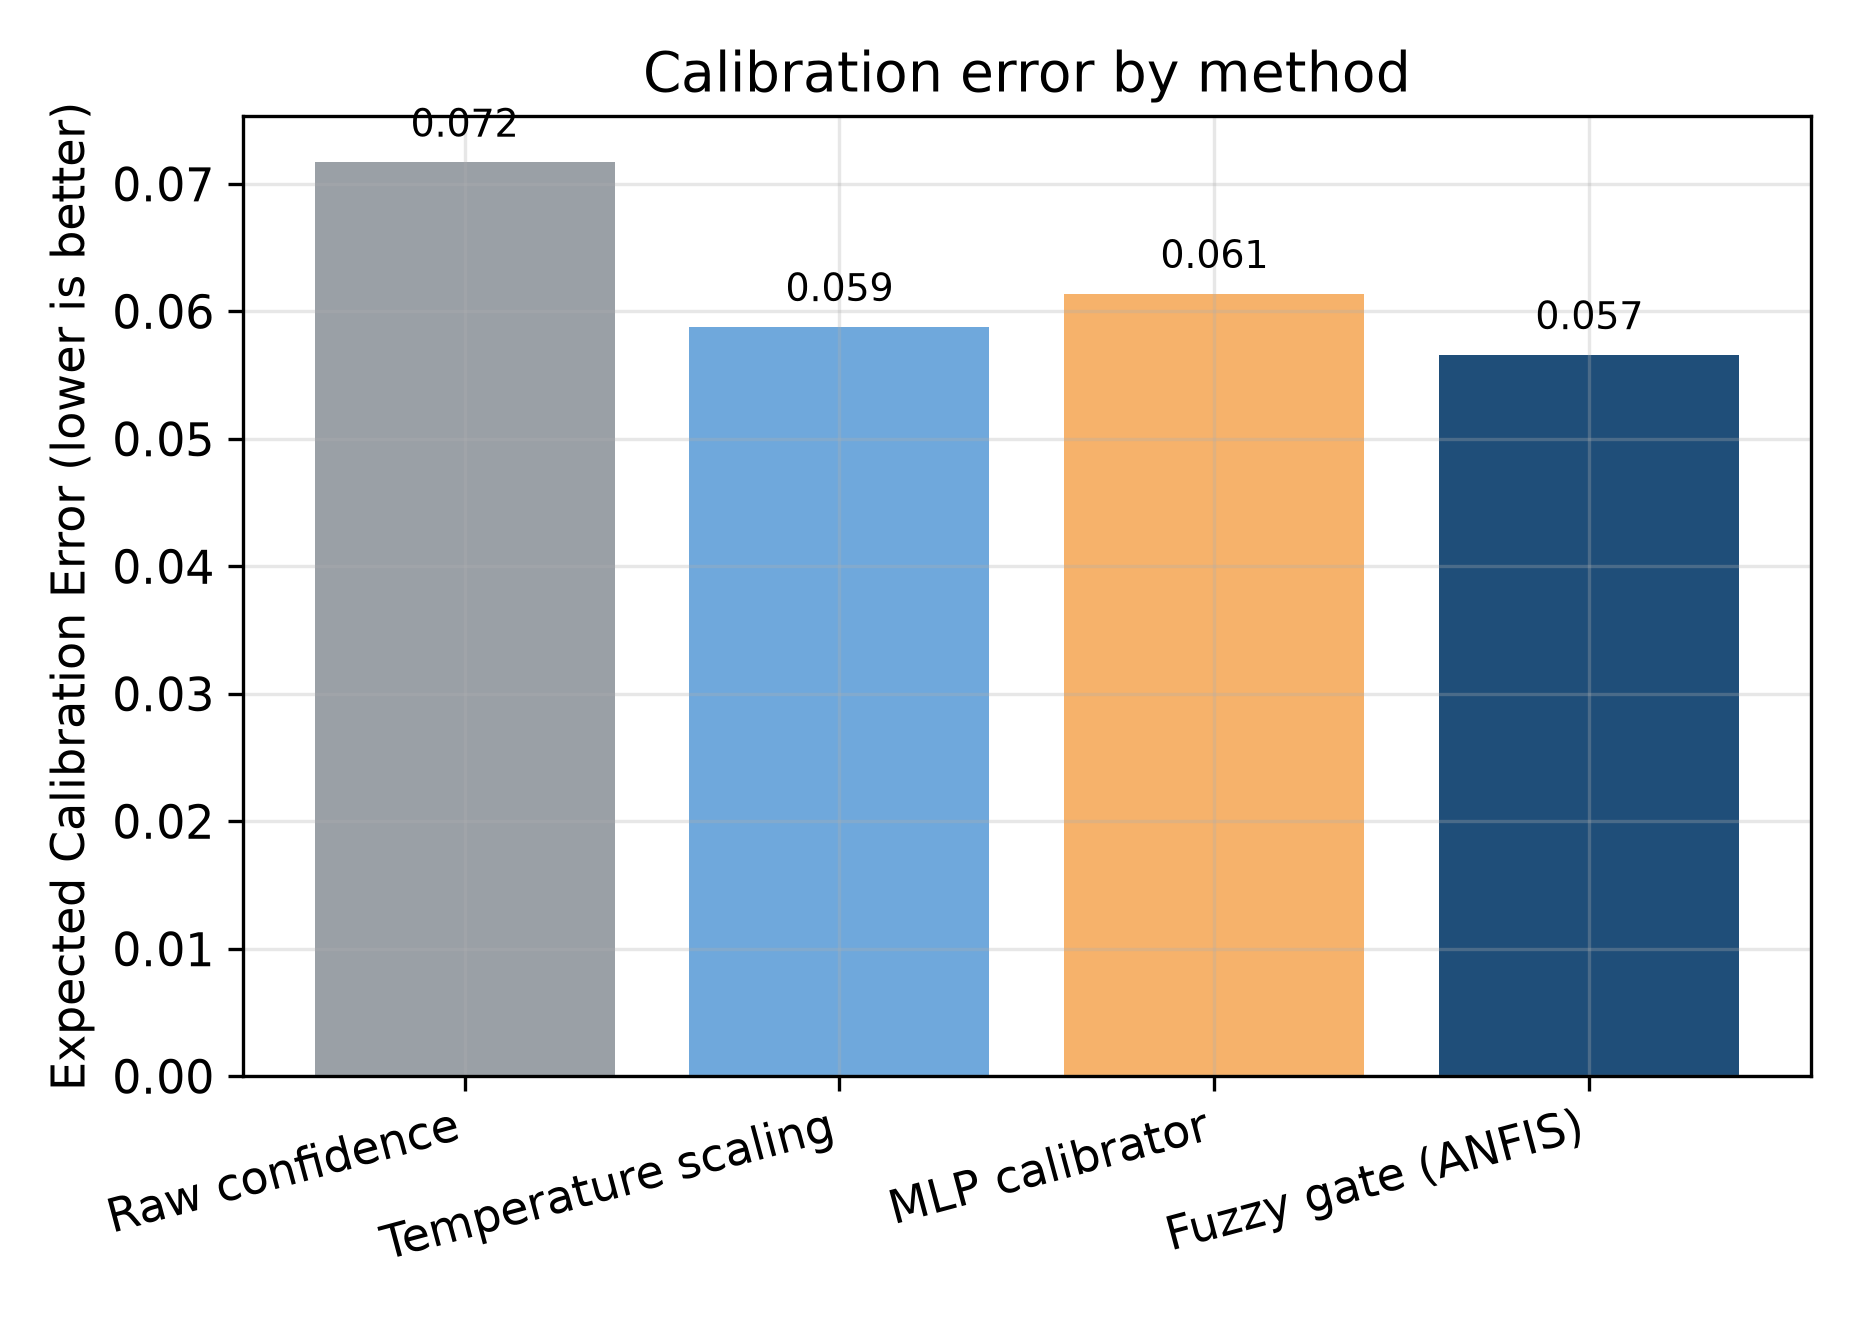 Calibration error by method
Expected Calibration Error (lower is better)
0.07
0.06
0.05
0.04
0.03
0.02
0.01
0.00
0.072
0.059
0.061
0.057
Raw confidence
Temperature scaling
MLP calibrator
Fuzzy gate (ANFIS)